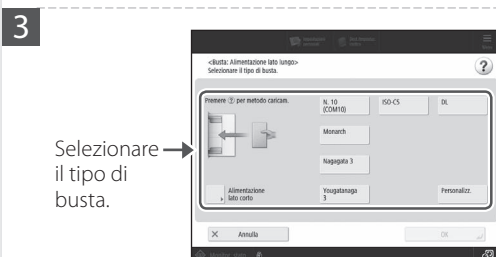 3
<Busta: Alimentazione lato lungo>
Selezionare il tipo di busta.
?
Premere ? per metodo caricam.
N. 10
(COM10)
ISO-C5
DL
Monarch
Selezionare
il tipo di
busta.
Nagagata 3
Alimentazione
lato corto
Yougatanaga
3
Personalizz.
× Annulla
OK